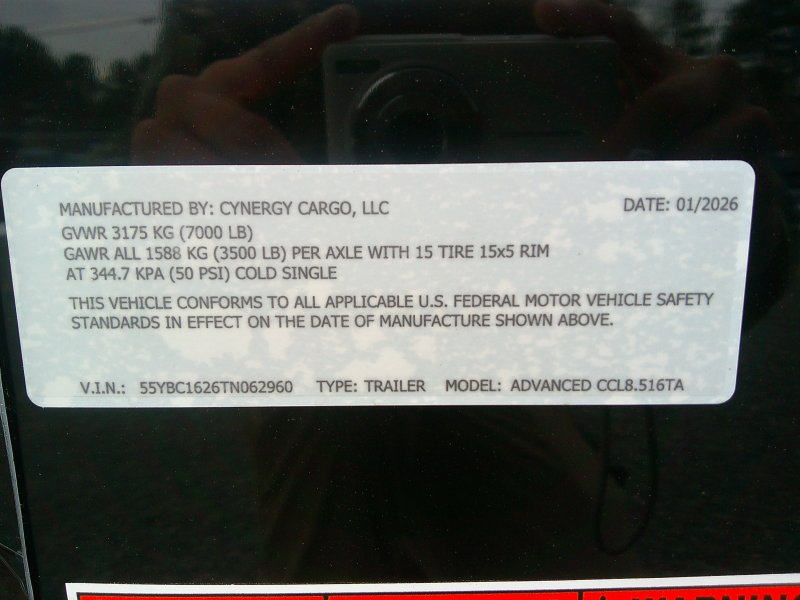 MANUFACTURED BY: CYNERGY CARGO, LLC DATE: 01/2026
GVWR 3175 KG (7000 LB)
GAWR ALL 1588 KG (3500 LB) PER AXLE WITH 15 TIRE 15x5 RIM
AT 344.7 KPA (50 PSI) COLD SINGLE
THIS VEHICLE CONFORMS TO ALL APPLICABLE U.S. FEDERAL MOTOR VEHICLE SAFETY
STANDARDS IN EFFECT ON THE DATE OF MANUFACTURE SHOWN ABOVE.
V.I.N.: 55YBC1626TN062960 TYPE: TRAILER MODEL: ADVANCED CCL8.516TA
WARNING